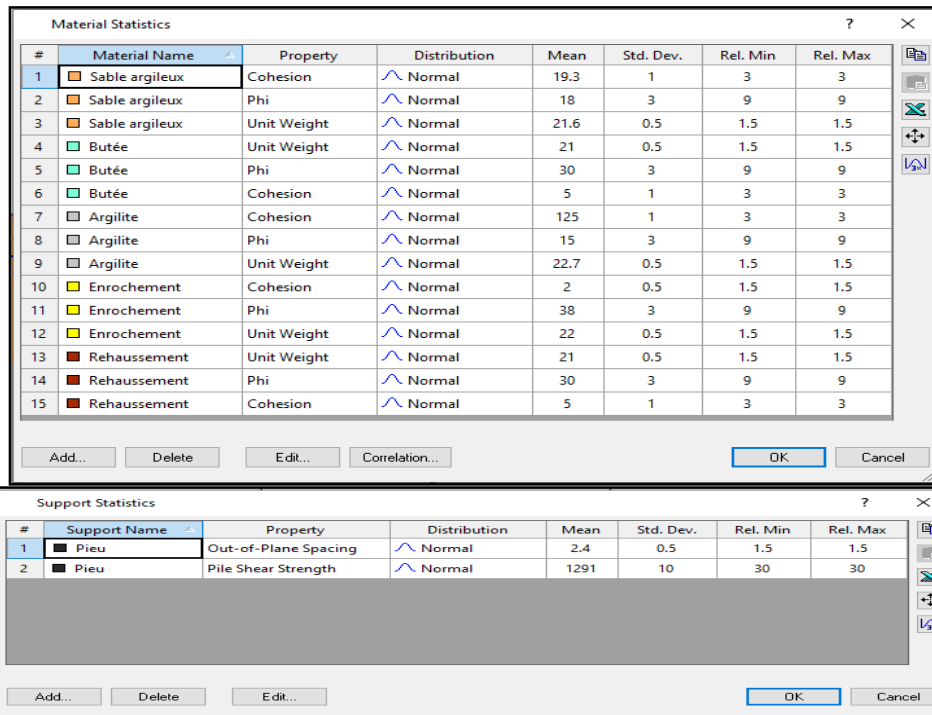 Material Statistics ?
# Material Name Property Distribution Mean Std. Dev. Rel. Min Rel. Max
1 Sable argileux Cohesion Normal 19.3 1 3 3
2 Sable argileux Phi Normal 18 3 9 9
3 Sable argileux Unit Weight Normal 21.6 0.5 1.5 1.5
4 Butée Unit Weight Normal 21 0.5 1.5 1.5
5 Butée Phi Normal 30 3 9 9
6 Butée Cohesion Normal 5 1 3 3
7 Argilite Cohesion Normal 125 1 3 3
8 Argilite Phi Normal 15 3 9 9
9 Argilite Unit Weight Normal 22.7 0.5 1.5 1.5
10 Enrochement Cohesion Normal 2 0.5 1.5 1.5
11 Enrochement Phi Normal 38 3 9 9
12 Enrochement Unit Weight Normal 22 0.5 1.5 1.5
13 Rehaussement Unit Weight Normal 21 0.5 1.5 1.5
14 Rehaussement Phi Normal 30 3 9 9
15 Rehaussement Cohesion Normal 5 1 3 3
Add... Delete Edit... Correlation... OK Cancel
Support Statistics ?
# Support Name Property Distribution Mean Std. Dev. Rel. Min Rel. Max
1 Pieu Out-of-Plane Spacing Normal 2.4 0.5 1.5 1.5
2 Pieu Pile Shear Strength Normal 1291 10 30 30
Add... Delete Edit... OK Cancel